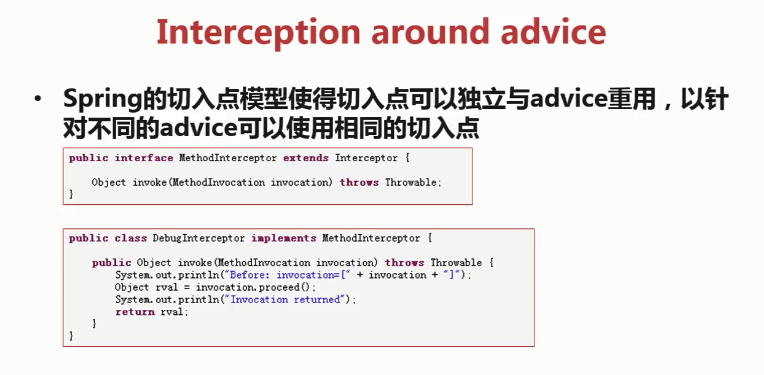 Interception around advice
• Spring的切入点模型使得切入点可以独立与advice重用，以针
对不同的advice可以使用相同的切入点
public interface MethodInterceptor extends Interceptor {
Object invoke(MethodInvocation invocation) throws Throwable;
}
public class DebugInterceptor implements MethodInterceptor {
public Object invoke(MethodInvocation invocation) throws Throwable {
System.out.println("Before: invocation=[" + invocation + "]");
Object rval = invocation.proceed();
System.out.println("Invocation returned");
return rval;
}
}